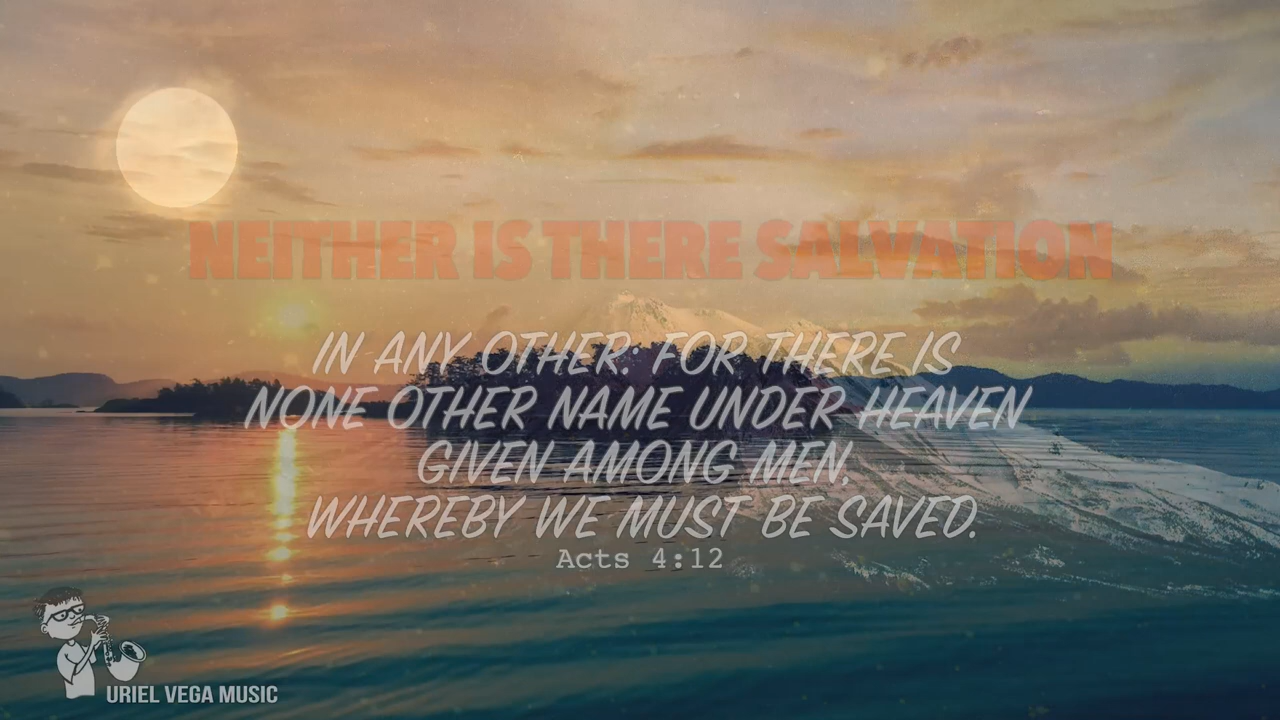 NEITHER IS THERE SALVATION
IN ANY OTHER: FOR THERE IS
NONE OTHER NAME UNDER HEAVEN
GIVEN AMONG MEN,
WHEREBY WE MUST BE SAVED.
Acts 4:12
URIEL VEGA MUSIC